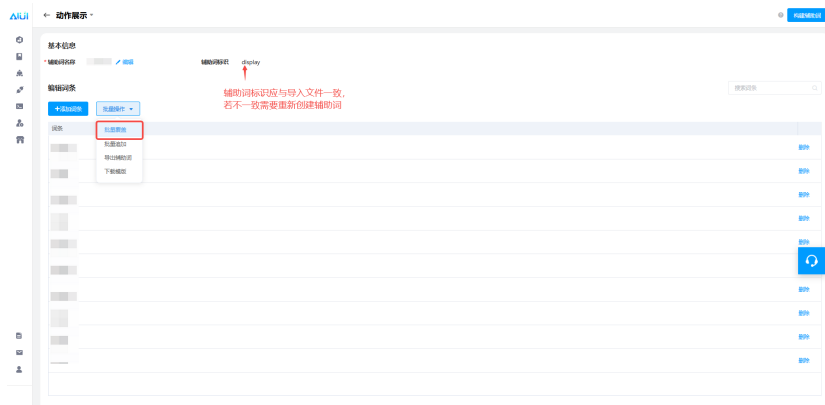 AIUI
← 动作展示
构建辅助词
基本信息
* 辅助词名称 编辑 辅助词标识 display
辅助词标识应与导入文件一致，
若不一致需要重新创建辅助词
编辑词条
搜索词条
+添加词条 批量操作
词条
批量替换
批量追加
导出辅助词
下载模版
删除
删除
删除
删除
删除
删除
删除
删除
删除